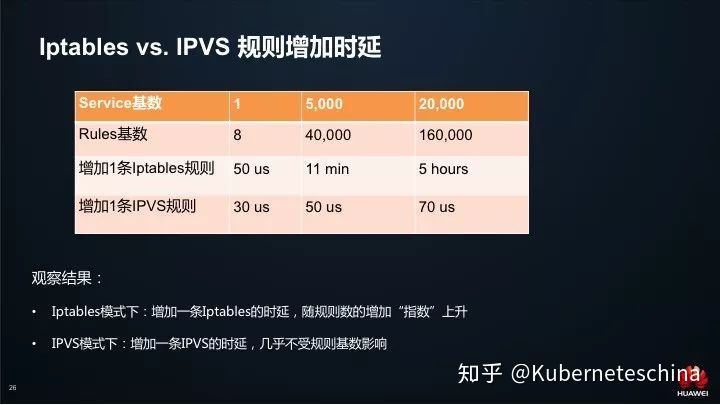 Iptables vs. IPVS 规则增加时延
Service基数 1 5,000 20,000
Rules基数 8 40,000 160,000
增加1条Iptables规则 50 us 11 min 5 hours
增加1条IPVS规则 30 us 50 us 70 us
观察结果：
• Iptables模式下：增加一条Iptables的时延，随规则数的增加“指数”上升
• IPVS模式下：增加一条IPVS的时延，几乎不受规则基数影响
知乎 @Kuberneteschina
HUAWEI
26